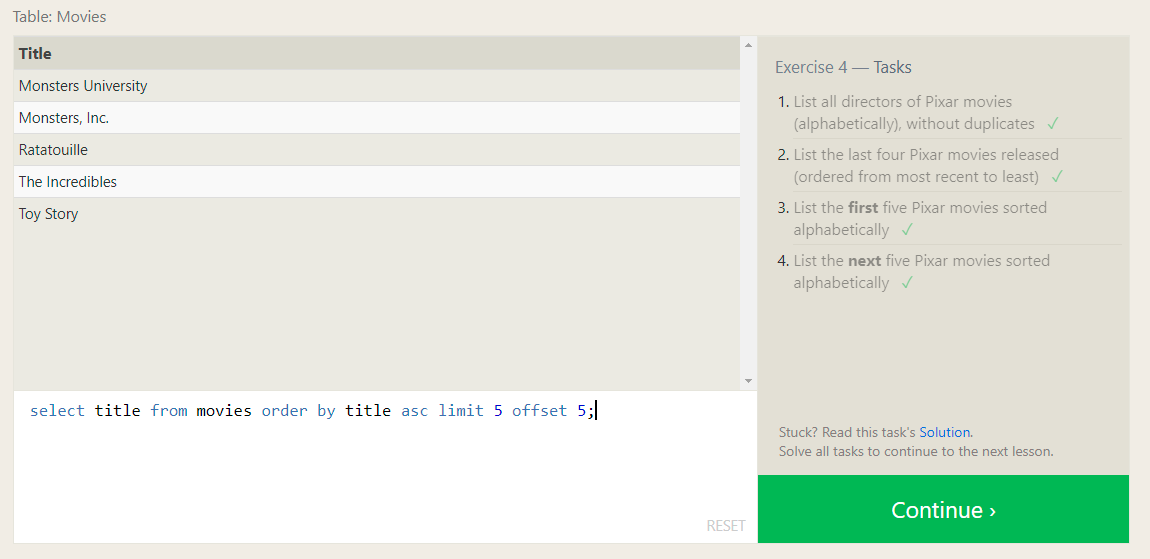 Table: Movies
Title
Monsters University
Monsters, Inc.
Ratatouille
The Incredibles
Toy Story
select title from movies order by title asc limit 5 offset 5;
RESET
Exercise 4 — Tasks
1. List all directors of Pixar movies
(alphabetically), without duplicates ✓
2. List the last four Pixar movies released
(ordered from most recent to least) ✓
3. List the first five Pixar movies sorted
alphabetically ✓
4. List the next five Pixar movies sorted
alphabetically ✓
Stuck? Read this task's Solution.
Solve all tasks to continue to the next lesson.
Continue ›